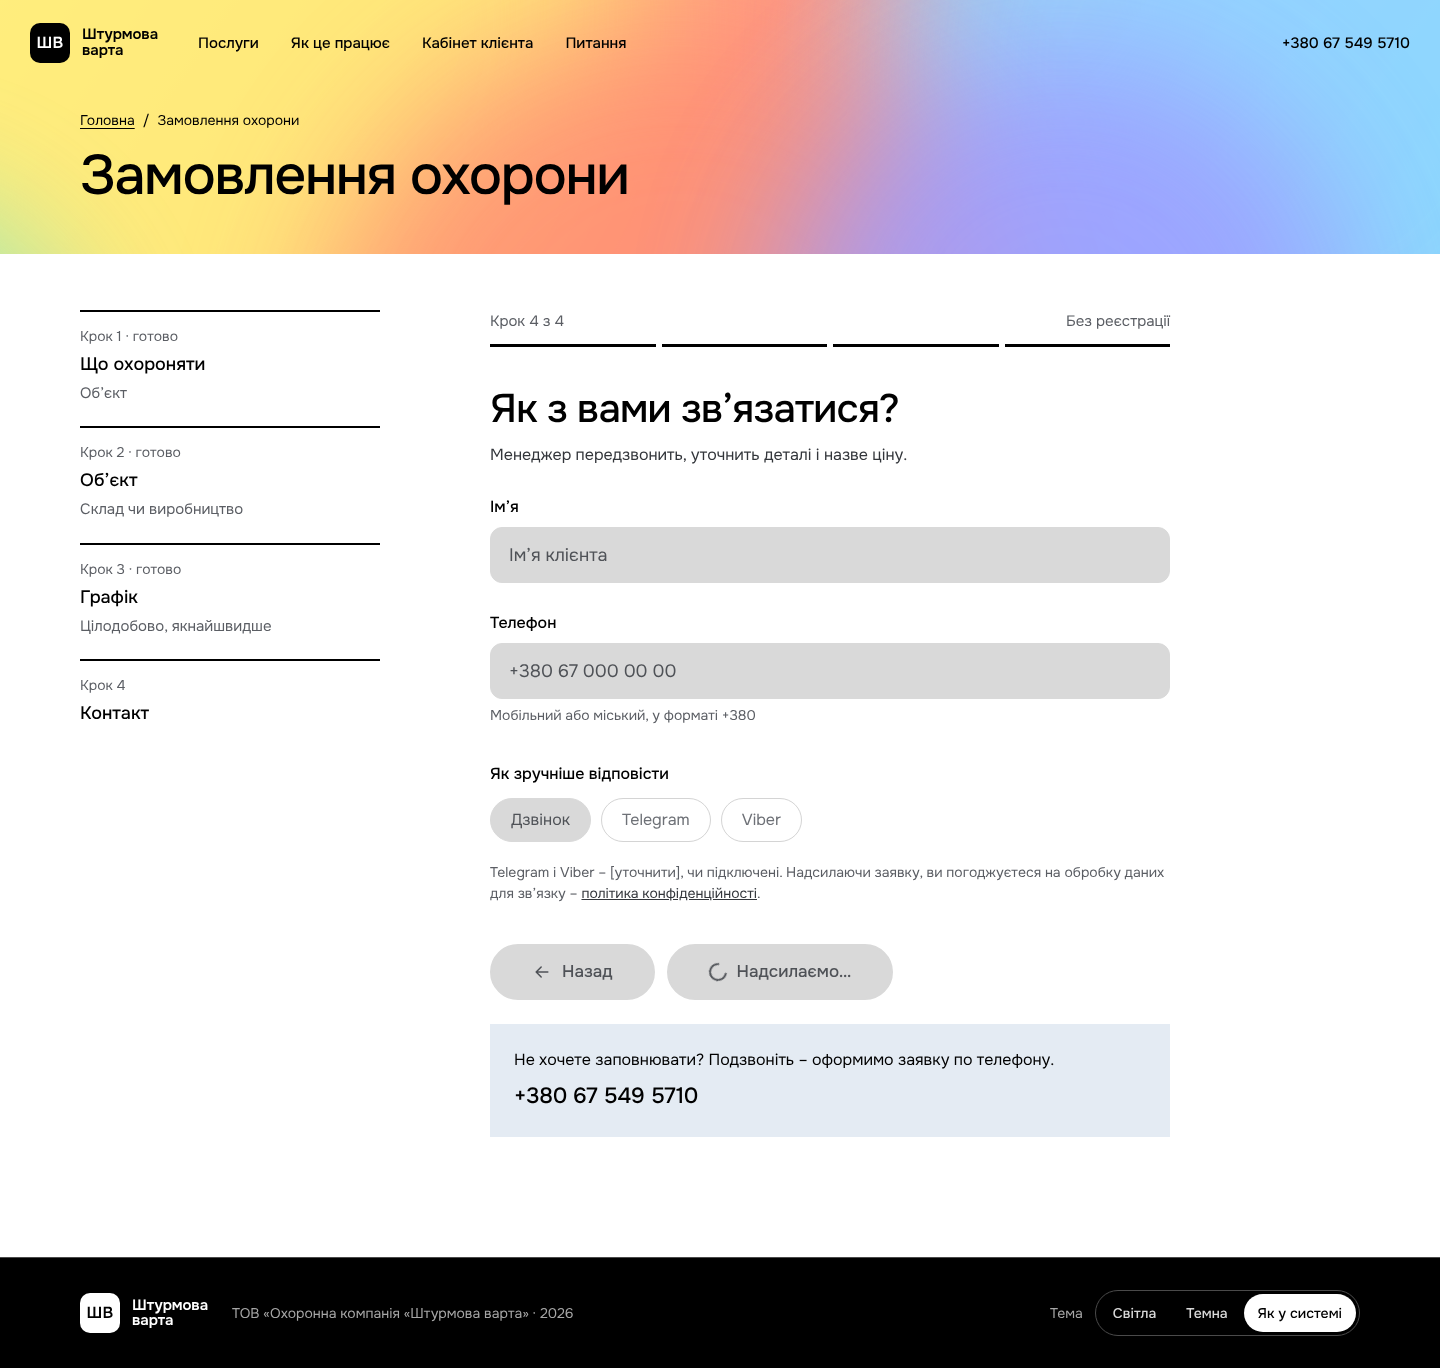 ШВ
Штурмова
варта
Послуги
Як це працює
Кабінет клієнта
Питання
+380 67 549 5710
Головна / Замовлення охорони
Замовлення охорони
Крок 1 · готово
Що охороняти
Об’єкт
Крок 2 · готово
Об’єкт
Склад чи виробництво
Крок 3 · готово
Графік
Цілодобово, якнайшвидше
Крок 4
Контакт
Крок 4 з 4
Без реєстрації
Як з вами зв’язатися?
Менеджер передзвонить, уточнить деталі і назве ціну.
Ім’я
Ім’я клієнта
Телефон
+380 67 000 00 00
Мобільний або міський, у форматі +380
Як зручніше відповісти
Дзвінок
Telegram
Viber
Telegram і Viber – [уточнити], чи підключені. Надсилаючи заявку, ви погоджуєтеся на обробку даних
для зв’язку – політика конфіденційності.
← Назад
Надсилаємо…
Не хочете заповнювати? Подзвоніть – оформимо заявку по телефону.
+380 67 549 5710
ШВ
Штурмова
варта
ТОВ «Охоронна компанія «Штурмова варта» · 2026
Тема
Світла
Темна
Як у системі